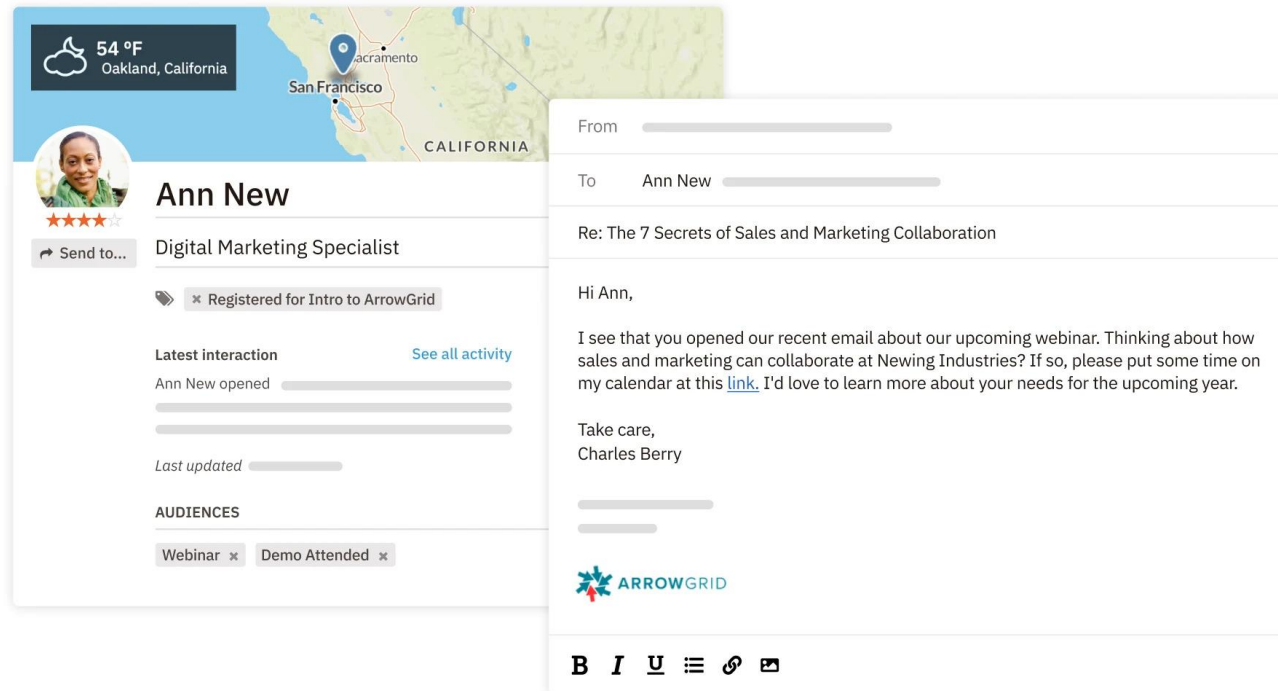 54 °F
Oakland, California
acramento
San Francisco
CALIFORNIA
Ann New
Digital Marketing Specialist
Send to...
× Registered for Intro to ArrowGrid
Latest interaction
See all activity
Ann New opened
Last updated
AUDIENCES
Webinar ×
Demo Attended ×
From
To Ann New
Re: The 7 Secrets of Sales and Marketing Collaboration
Hi Ann,
I see that you opened our recent email about our upcoming webinar. Thinking about how
sales and marketing can collaborate at Newing Industries? If so, please put some time on
my calendar at this link. I'd love to learn more about your needs for the upcoming year.
Take care,
Charles Berry
ARROWGRID
B I U